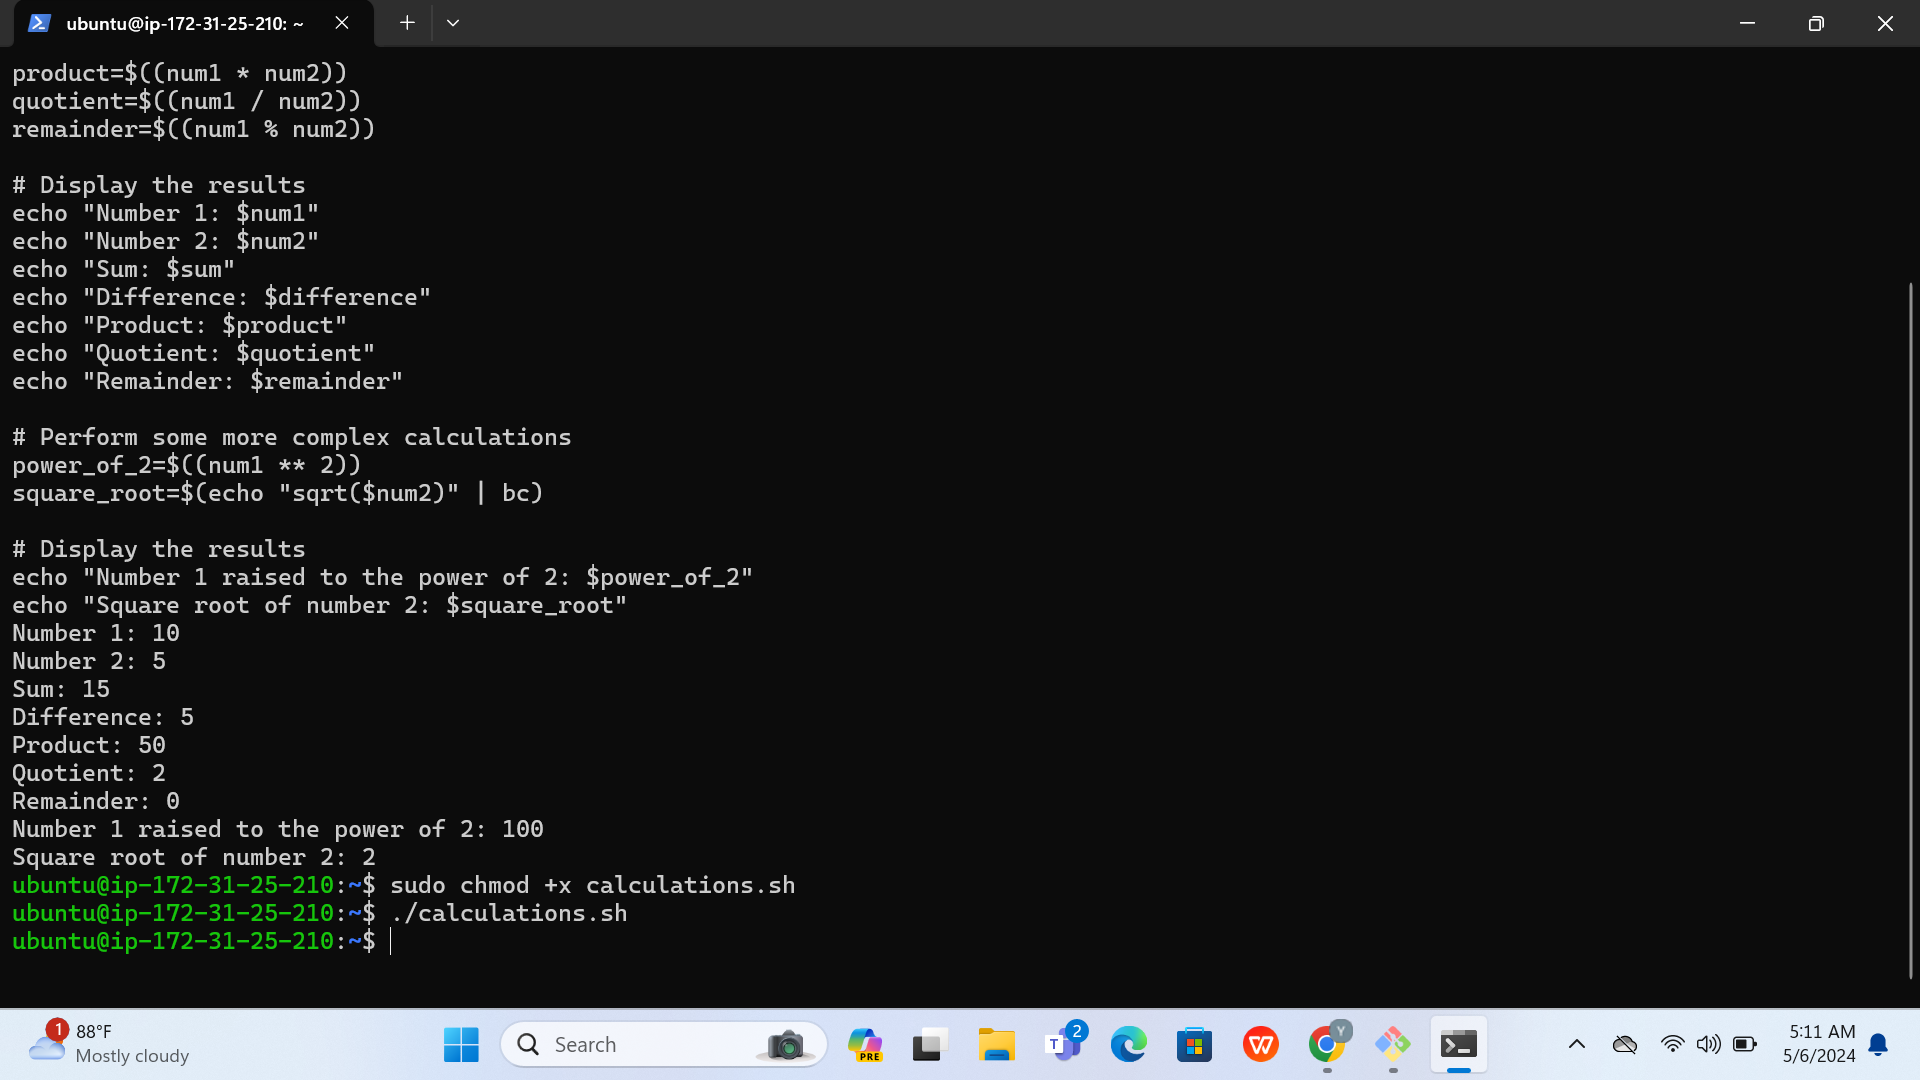 ubuntu@ip-172-31-25-210: ~
product=$((num1 * num2))
quotient=$((num1 / num2))
remainder=$((num1 % num2))
# Display the results
echo "Number 1: $num1"
echo "Number 2: $num2"
echo "Sum: $sum"
echo "Difference: $difference"
echo "Product: $product"
echo "Quotient: $quotient"
echo "Remainder: $remainder"
# Perform some more complex calculations
power_of_2=$((num1 ** 2))
square_root=$(echo "sqrt($num2)" | bc)
# Display the results
echo "Number 1 raised to the power of 2: $power_of_2"
echo "Square root of number 2: $square_root"
Number 1: 10
Number 2: 5
Sum: 15
Difference: 5
Product: 50
Quotient: 2
Remainder: 0
Number 1 raised to the power of 2: 100
Square root of number 2: 2
ubuntu@ip-172-31-25-210:~$ sudo chmod +x calculations.sh
ubuntu@ip-172-31-25-210:~$ ./calculations.sh
ubuntu@ip-172-31-25-210:~$
1
88°F
Mostly cloudy
Search
PRE
T
2
W
Y
5:11 AM
5/6/2024